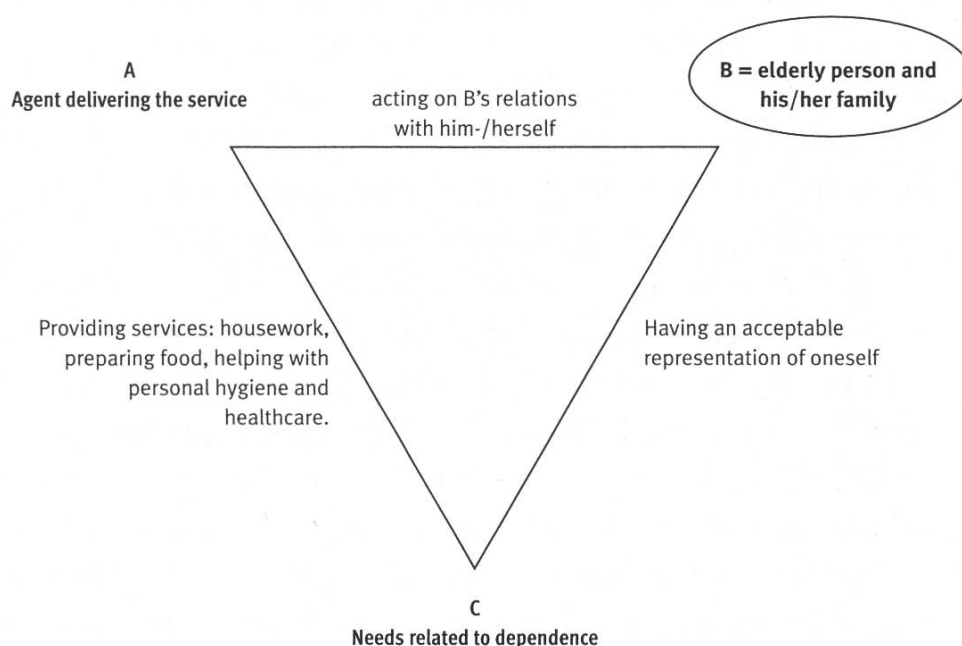 A
Agent delivering the service
acting on B's relations
with him-/herself
B = elderly person and
his/her family
Providing services: housework,
preparing food, helping with
personal hygiene and
healthcare.
Having an acceptable
representation of oneself
C
Needs related to dependence